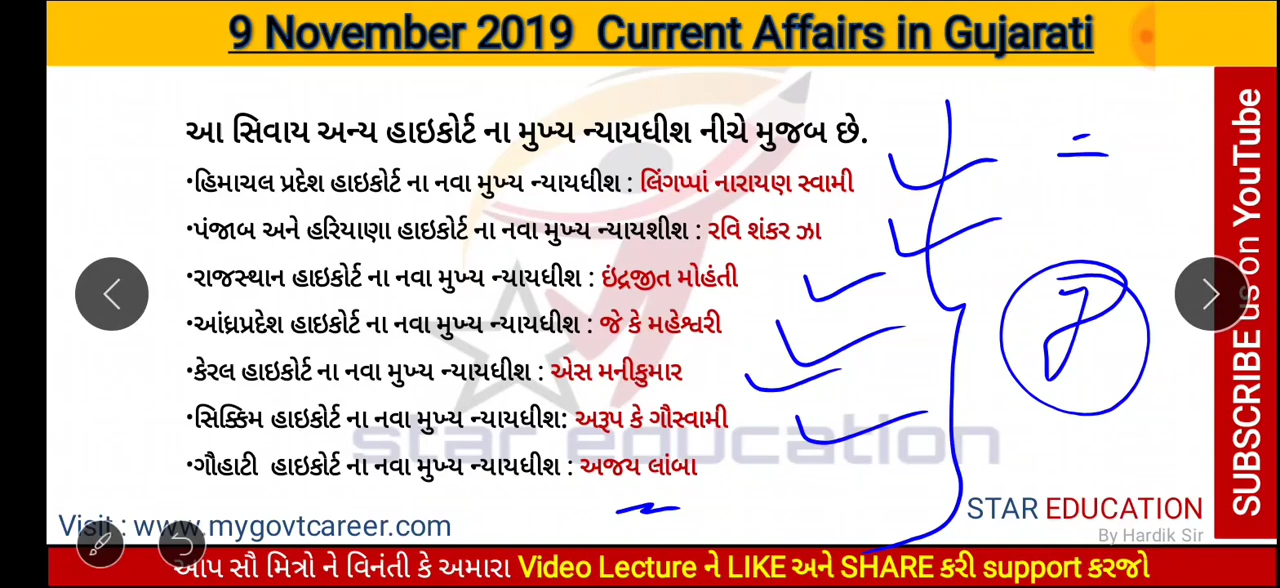 9 November 2019 Current Affairs in Gujarati
આ સિવાય અન્ય હાઇકોર્ટ ના મુખ્ય ન્યાયધીશ નીચે મુજબ છે.
•હિમાચલ પ્રદેશ હાઇકોર્ટ ના નવા મુખ્ય ન્યાયધીશ : લિંગપ્પાં નારાયણ સ્વામી
•પંજાબ અને હરિયાણા હાઇકોર્ટ ના નવા મુખ્ય ન્યાયશીશ : રવિ શંકર ઝા
•રાજસ્થાન હાઇકોર્ટ ના નવા મુખ્ય ન્યાયધીશ : ઇંદ્રજીત મોહંતી
•આંધ્રપ્રદેશ હાઇકોર્ટ ના નવા મુખ્ય ન્યાયધીશ : જે કે મહેશ્વરી
•કેરલ હાઇકોર્ટ ના નવા મુખ્ય ન્યાયધીશ : એસ મનીકુમાર
•સિક્કિમ હાઇકોર્ટ ના નવા મુખ્ય ન્યાયધીશ: અરૂપ કે ગૌસ્વામી
•ગૌહાટી હાઇકોર્ટ ના નવા મુખ્ય ન્યાયધીશ : અજય લાંબા
star education
STAR EDUCATION
By Hardik Sir
Visit : www.mygovtcareer.com
આપ સૌ મિત્રો ને વિનંતી કે અમારા Video Lecture ને LIKE અને SHARE કરી support કરજો
SUBSCRIBE us on YouTube